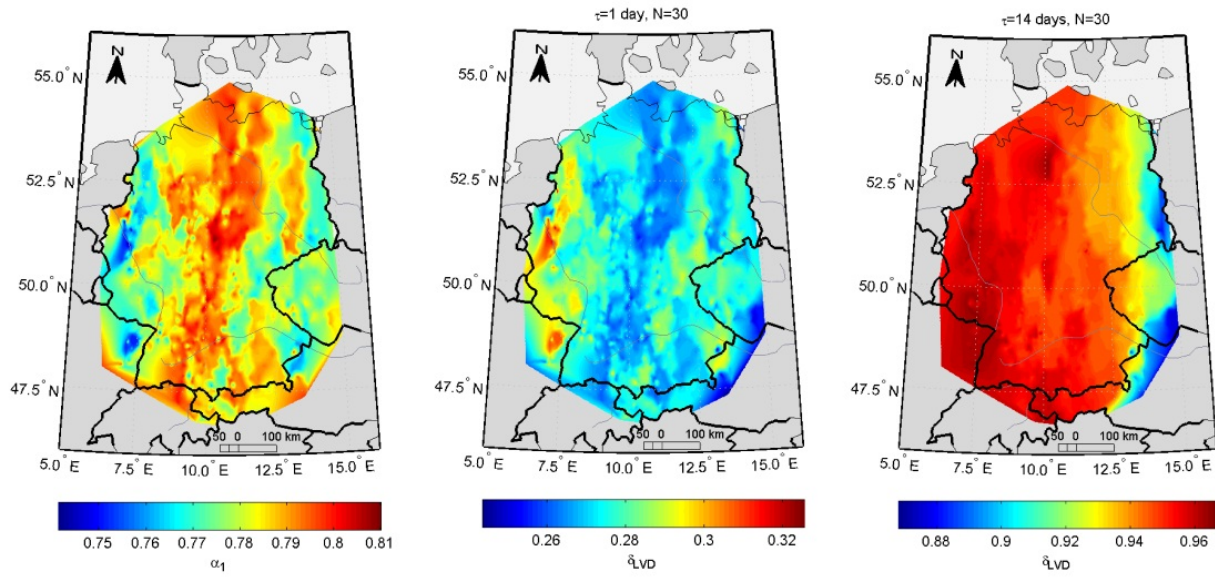 τ=1 day, N=30
τ=14 days, N=30
N
55.0° N
52.5° N
50.0° N
47.5° N
50 0 100 km
5.0° E 7.5° E 10.0° E 12.5° E 15.0° E
0.75 0.76 0.77 0.78 0.79 0.8 0.81
α₁
N
55.0° N
52.5° N
50.0° N
47.5° N
50 0 100 km
5.0° E 7.5° E 10.0° E 12.5° E 15.0° E
0.26 0.28 0.3 0.32
δLVD
N
55.0° N
52.5° N
50.0° N
47.5° N
50 0 100 km
5.0° E 7.5° E 10.0° E 12.5° E 15.0° E
0.88 0.9 0.92 0.94 0.96
δLVD